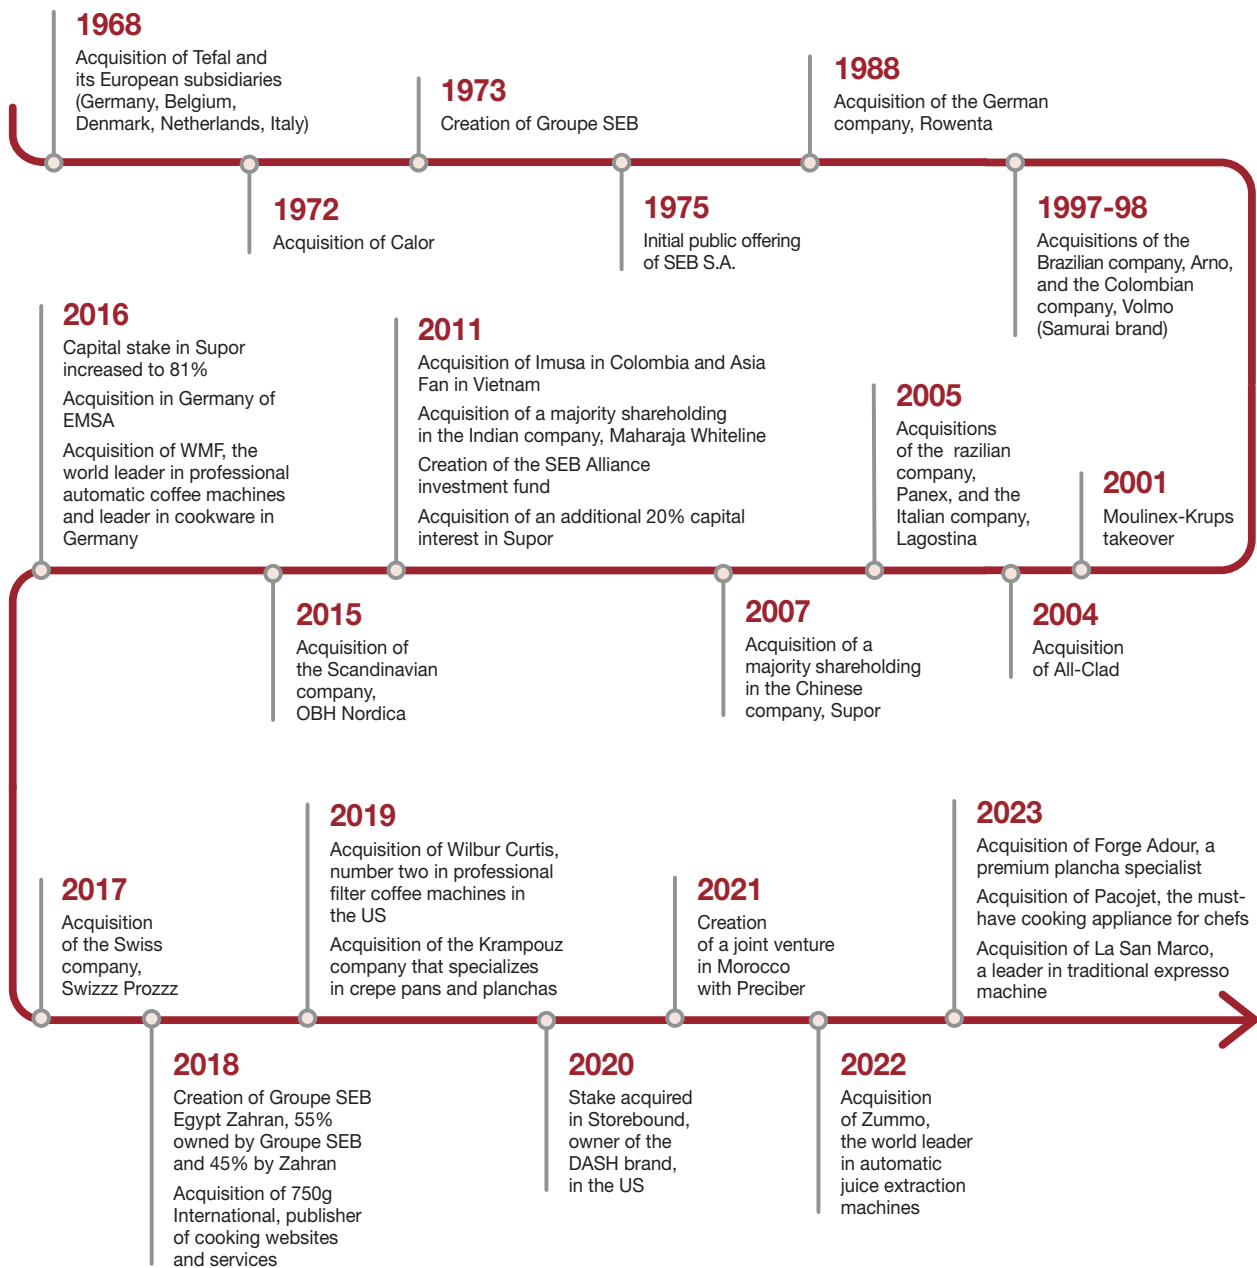 1968
Acquisition of Tefal and
its European subsidiaries
(Germany, Belgium,
Denmark, Netherlands, Italy)
1972
Acquisition of Calor
1973
Creation of Groupe SEB
1975
Initial public offering
of SEB S.A.
1988
Acquisition of the German
company, Rowenta
1997-98
Acquisitions of the
Brazilian company, Arno,
and the Colombian
company, Volmo
(Samurai brand)
2001
Moulinex-Krups
takeover
2004
Acquisition
of All-Clad
2005
Acquisitions
of the razilian
company,
Panex, and the
Italian company,
Lagostina
2007
Acquisition of a
majority shareholding
in the Chinese
company, Supor
2011
Acquisition of Imusa in Colombia and Asia
Fan in Vietnam
Acquisition of a majority shareholding
in the Indian company, Maharaja Whiteline
Creation of the SEB Alliance
investment fund
Acquisition of an additional 20% capital
interest in Supor
2015
Acquisition of
the Scandinavian
company,
OBH Nordica
2016
Capital stake in Supor
increased to 81%
Acquisition in Germany of
EMSA
Acquisition of WMF, the
world leader in professional
automatic coffee machines
and leader in cookware in
Germany
2017
Acquisition
of the Swiss
company,
Swizzz Prozzz
2018
Creation of Groupe SEB
Egypt Zahran, 55%
owned by Groupe SEB
and 45% by Zahran
Acquisition of 750g
International, publisher
of cooking websites
and services
2019
Acquisition of Wilbur Curtis,
number two in professional
filter coffee machines in
the US
Acquisition of the Krampouz
company that specializes
in crepe pans and planchas
2020
Stake acquired
in Storebound,
owner of the
DASH brand,
in the US
2021
Creation
of a joint venture
in Morocco
with Preciber
2022
Acquisition
of Zummo,
the world leader
in automatic
juice extraction
machines
2023
Acquisition of Forge Adour, a
premium plancha specialist
Acquisition of Pacojet, the must-
have cooking appliance for chefs
Acquisition of La San Marco,
a leader in traditional expresso
machine